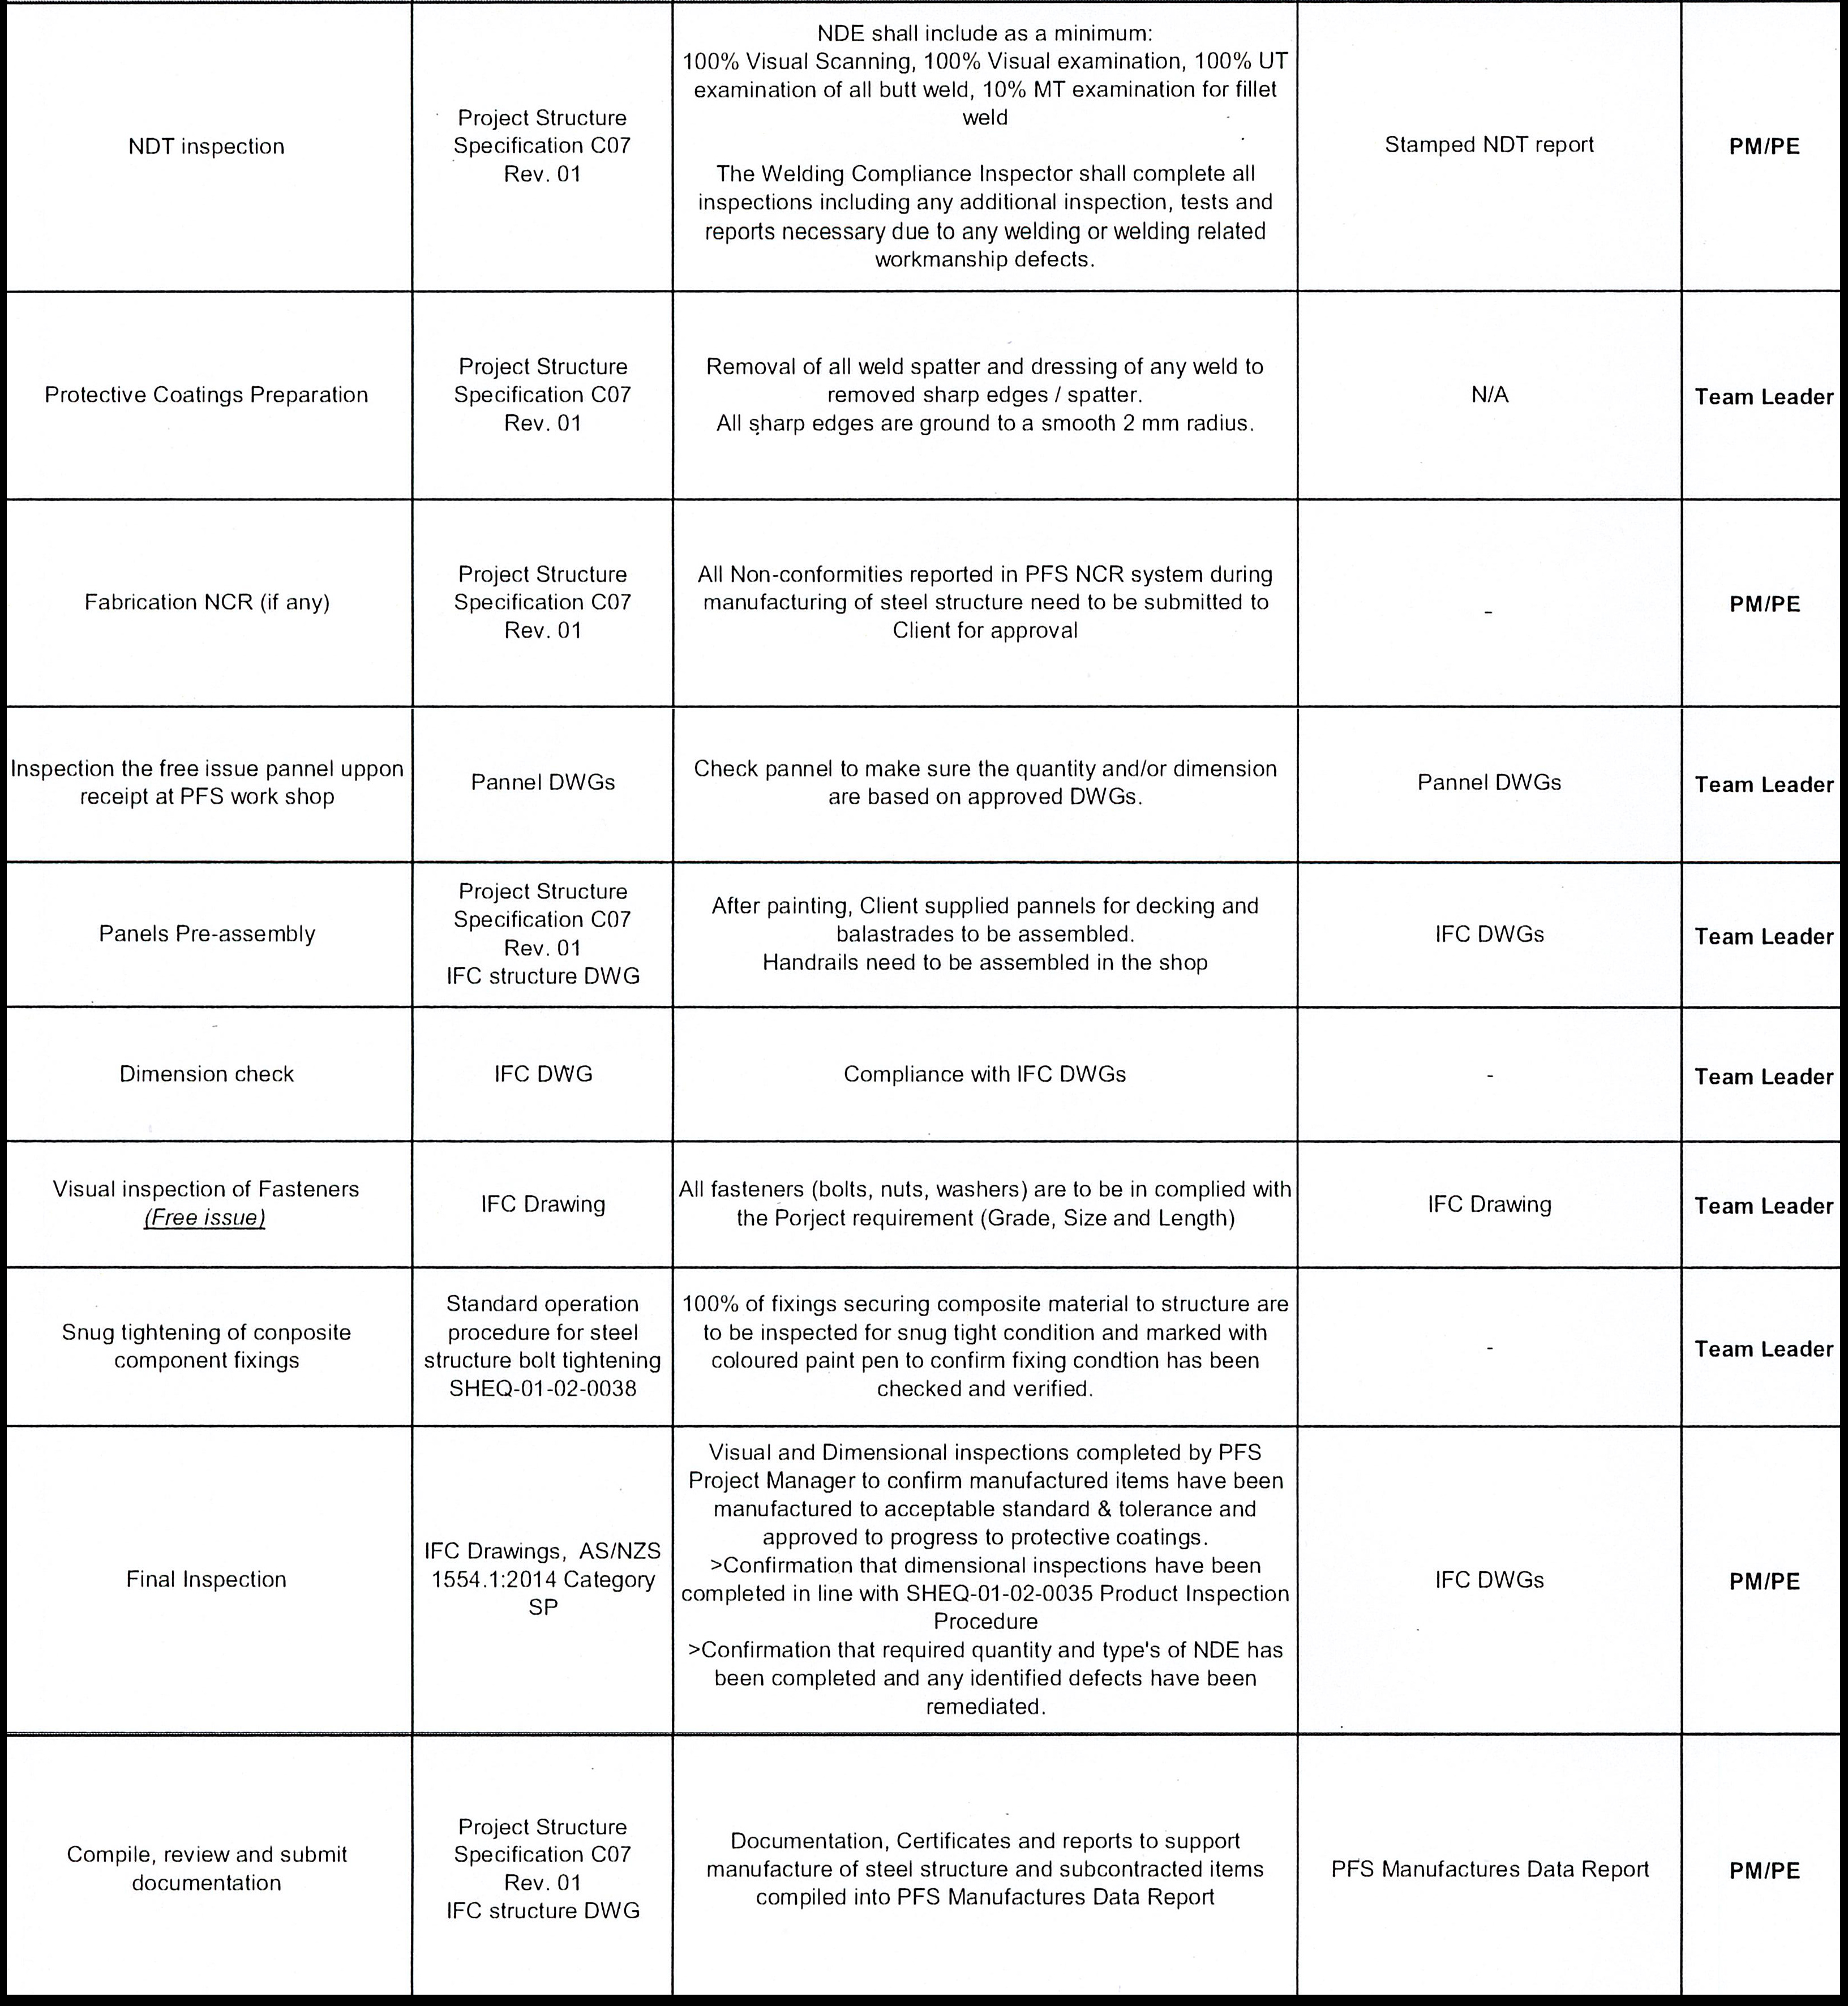 NDT inspection
Project Structure
Specification C07
Rev. 01
NDE shall include as a minimum:
100% Visual Scanning, 100% Visual examination, 100% UT
examination of all butt weld, 10% MT examination for fillet
weld
The Welding Compliance Inspector shall complete all
inspections including any additional inspection, tests and
reports necessary due to any welding or welding related
workmanship defects.
Stamped NDT report
PM/PE
Protective Coatings Preparation
Project Structure
Specification C07
Rev. 01
Removal of all weld spatter and dressing of any weld to
removed sharp edges / spatter.
All sharp edges are ground to a smooth 2 mm radius.
N/A
Team Leader
Fabrication NCR (if any)
Project Structure
Specification C07
Rev. 01
All Non-conformities reported in PFS NCR system during
manufacturing of steel structure need to be submitted to
Client for approval
-
PM/PE
Inspection the free issue pannel uppon
receipt at PFS work shop
Pannel DWGs
Check pannel to make sure the quantity and/or dimension
are based on approved DWGs.
Pannel DWGs
Team Leader
Panels Pre-assembly
Project Structure
Specification C07
Rev. 01
IFC structure DWG
After painting, Client supplied pannels for decking and
balastrades to be assembled.
Handrails need to be assembled in the shop
IFC DWGs
Team Leader
Dimension check
IFC DWG
Compliance with IFC DWGs
-
Team Leader
Visual inspection of Fasteners
(Free issue)
IFC Drawing
All fasteners (bolts, nuts, washers) are to be in complied with
the Porject requirement (Grade, Size and Length)
IFC Drawing
Team Leader
Snug tightening of conposite
component fixings
Standard operation
procedure for steel
structure bolt tightening
SHEQ-01-02-0038
100% of fixings securing composite material to structure are
to be inspected for snug tight condition and marked with
coloured paint pen to confirm fixing condtion has been
checked and verified.
-
Team Leader
Final Inspection
IFC Drawings, AS/NZS
1554.1:2014 Category
SP
Visual and Dimensional inspections completed by PFS
Project Manager to confirm manufactured items have been
manufactured to acceptable standard & tolerance and
approved to progress to protective coatings.
>Confirmation that dimensional inspections have been
completed in line with SHEQ-01-02-0035 Product Inspection
Procedure
>Confirmation that required quantity and type's of NDE has
been completed and any identified defects have been
remediated.
IFC DWGs
PM/PE
Compile, review and submit
documentation
Project Structure
Specification C07
Rev. 01
IFC structure DWG
Documentation, Certificates and reports to support
manufacture of steel structure and subcontracted items
compiled into PFS Manufactures Data Report
PFS Manufactures Data Report
PM/PE